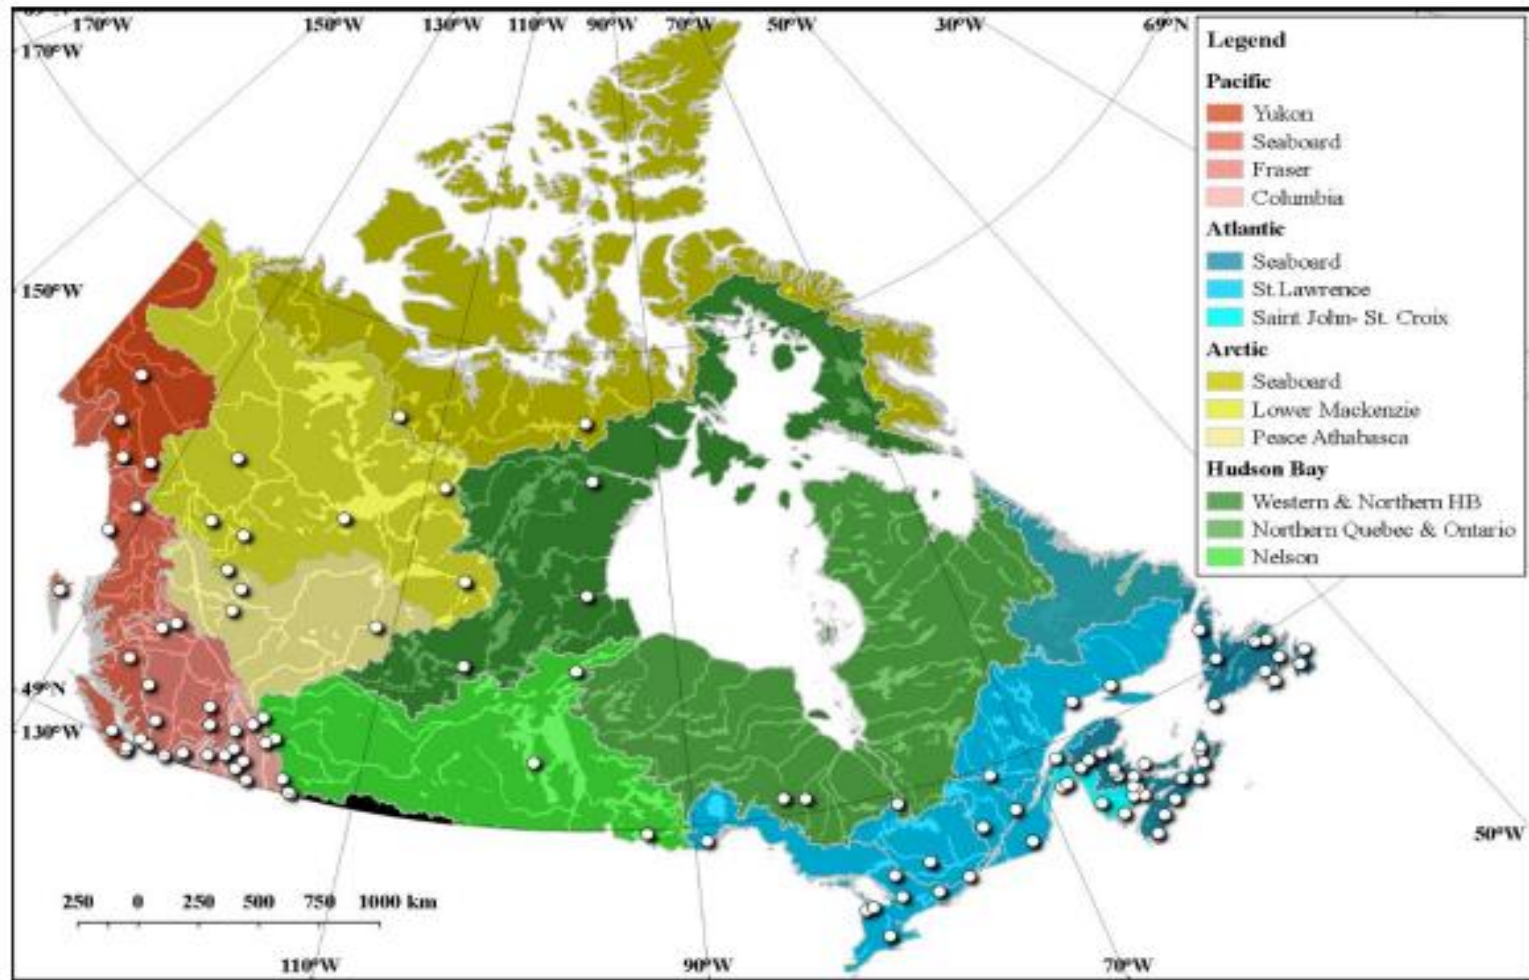 69°N
170°W
150°W
130°W
110°W
90°W
70°W
50°W
30°W
69°N
170°W
150°W
49°N
130°W
50°W
250 0 250 500 750 1000 km
110°W
90°W
70°W
Legend
Pacific
Yukon
Seaboard
Fraser
Columbia
Atlantic
Seaboard
St.Lawrence
Saint John- St. Croix
Arctic
Seaboard
Lower Mackenzie
Peace Athabasca
Hudson Bay
Western & Northern HB
Northern Quebec & Ontario
Nelson